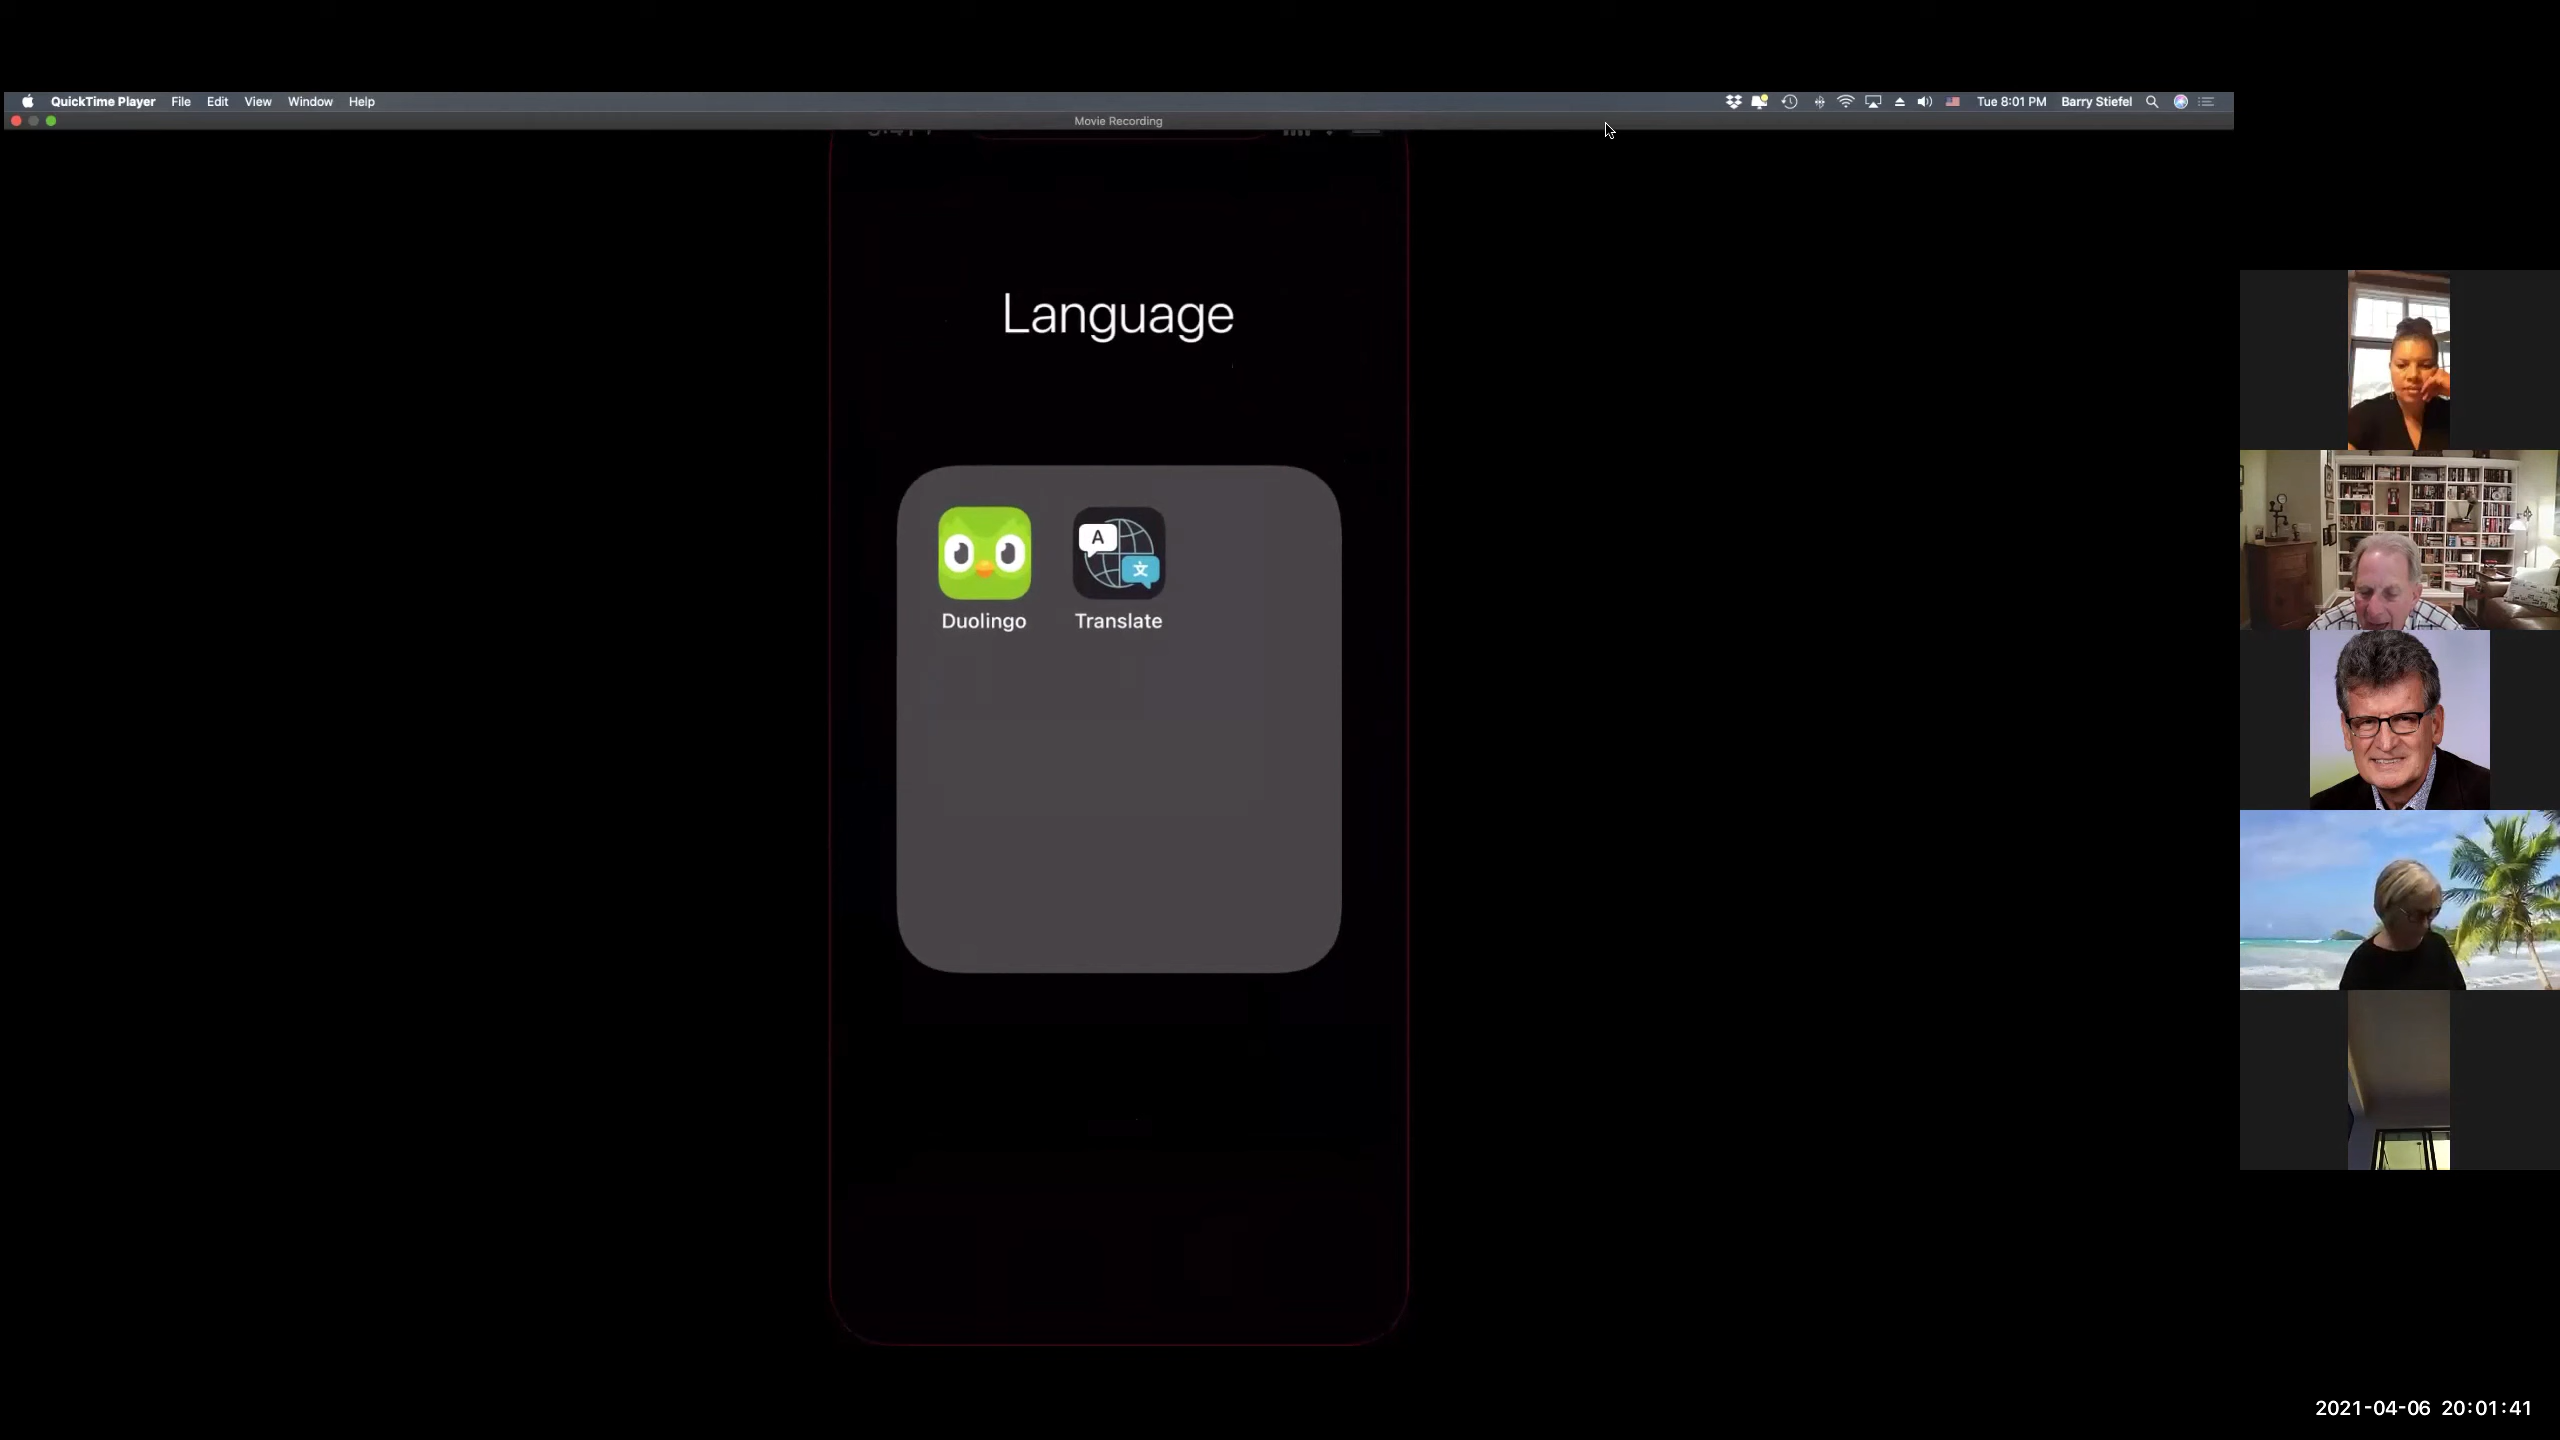 QuickTime Player File Edit View Window Help Tue 8:01 PM Barry Stiefel
Movie Recording
Language
A 文
Duolingo Translate
2021-04-06 20:01:41